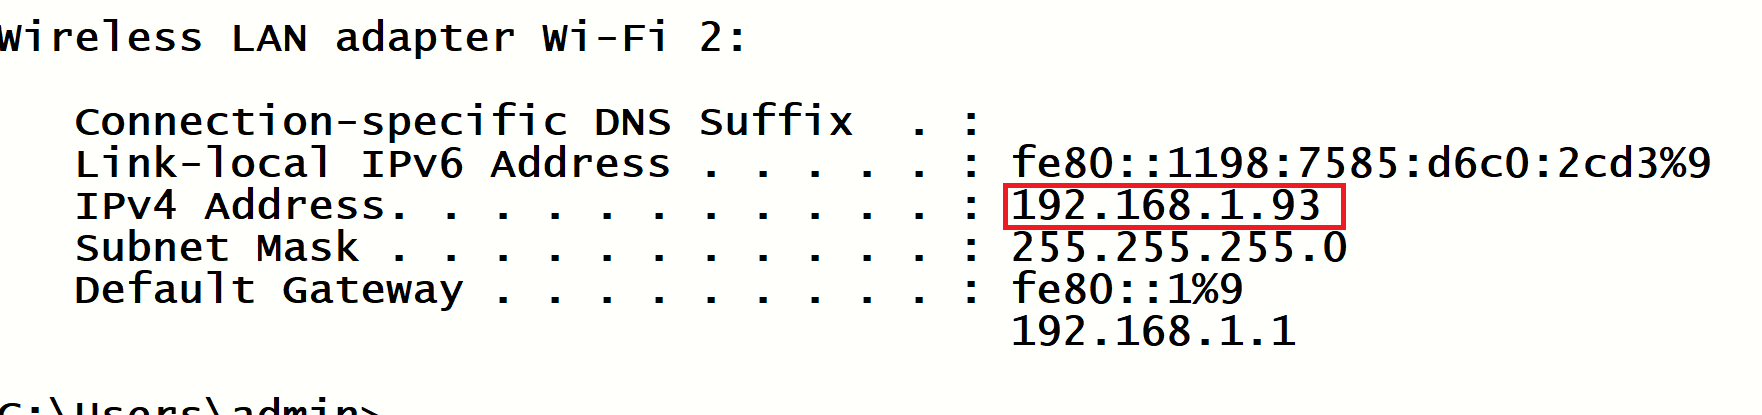 Wireless LAN adapter Wi-Fi 2:
Connection-specific DNS Suffix  . :
Link-local IPv6 Address . . . . . : fe80::1198:7585:d6c0:2cd3%9
IPv4 Address. . . . . . . . . . . : 192.168.1.93
Subnet Mask . . . . . . . . . . . : 255.255.255.0
Default Gateway . . . . . . . . . : fe80::1%9
192.168.1.1
C:\Users\admin>